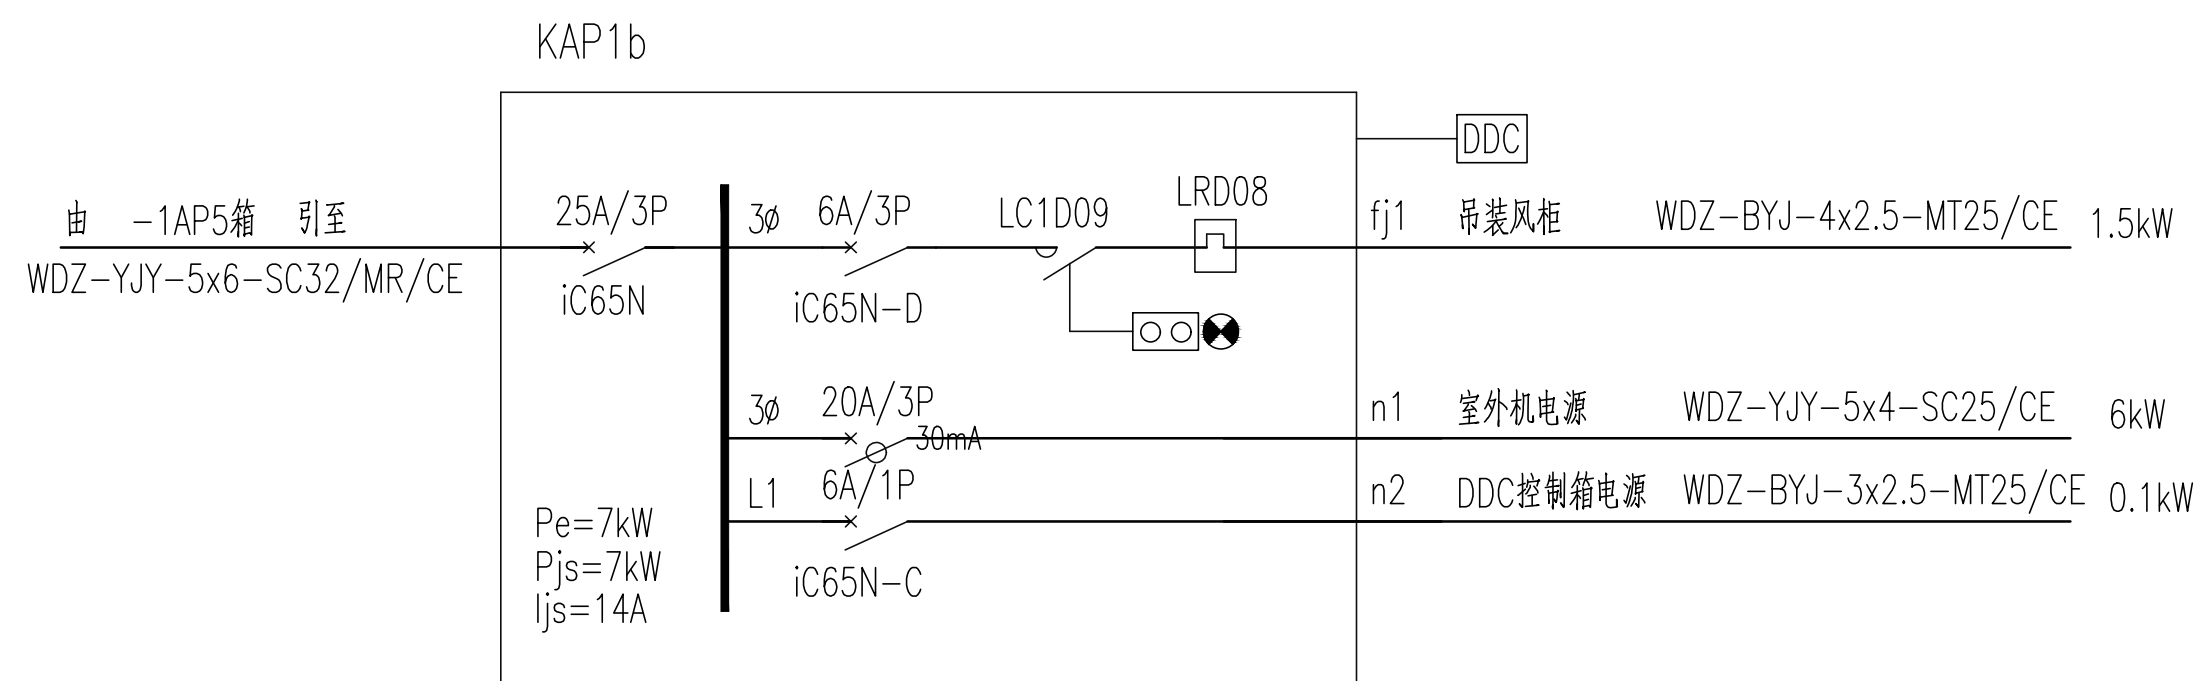 KAP1b
DDC
由 -1AP5箱 引至
WDZ-YJY-5x6-SC32/MR/CE
25A/3P
iC65N
3ø
6A/3P
iC65N-D
LC1D09
LRD08
fj1 吊装风柜 WDZ-BYJ-4x2.5-MT25/CE 1.5kW
3ø
20A/3P
30mA
n1 室外机电源 WDZ-YJY-5x4-SC25/CE 6kW
L1
6A/1P
iC65N-C
n2 DDC控制箱电源 WDZ-BYJ-3x2.5-MT25/CE 0.1kW
Pe=7kW
Pjs=7kW
Ijs=14A